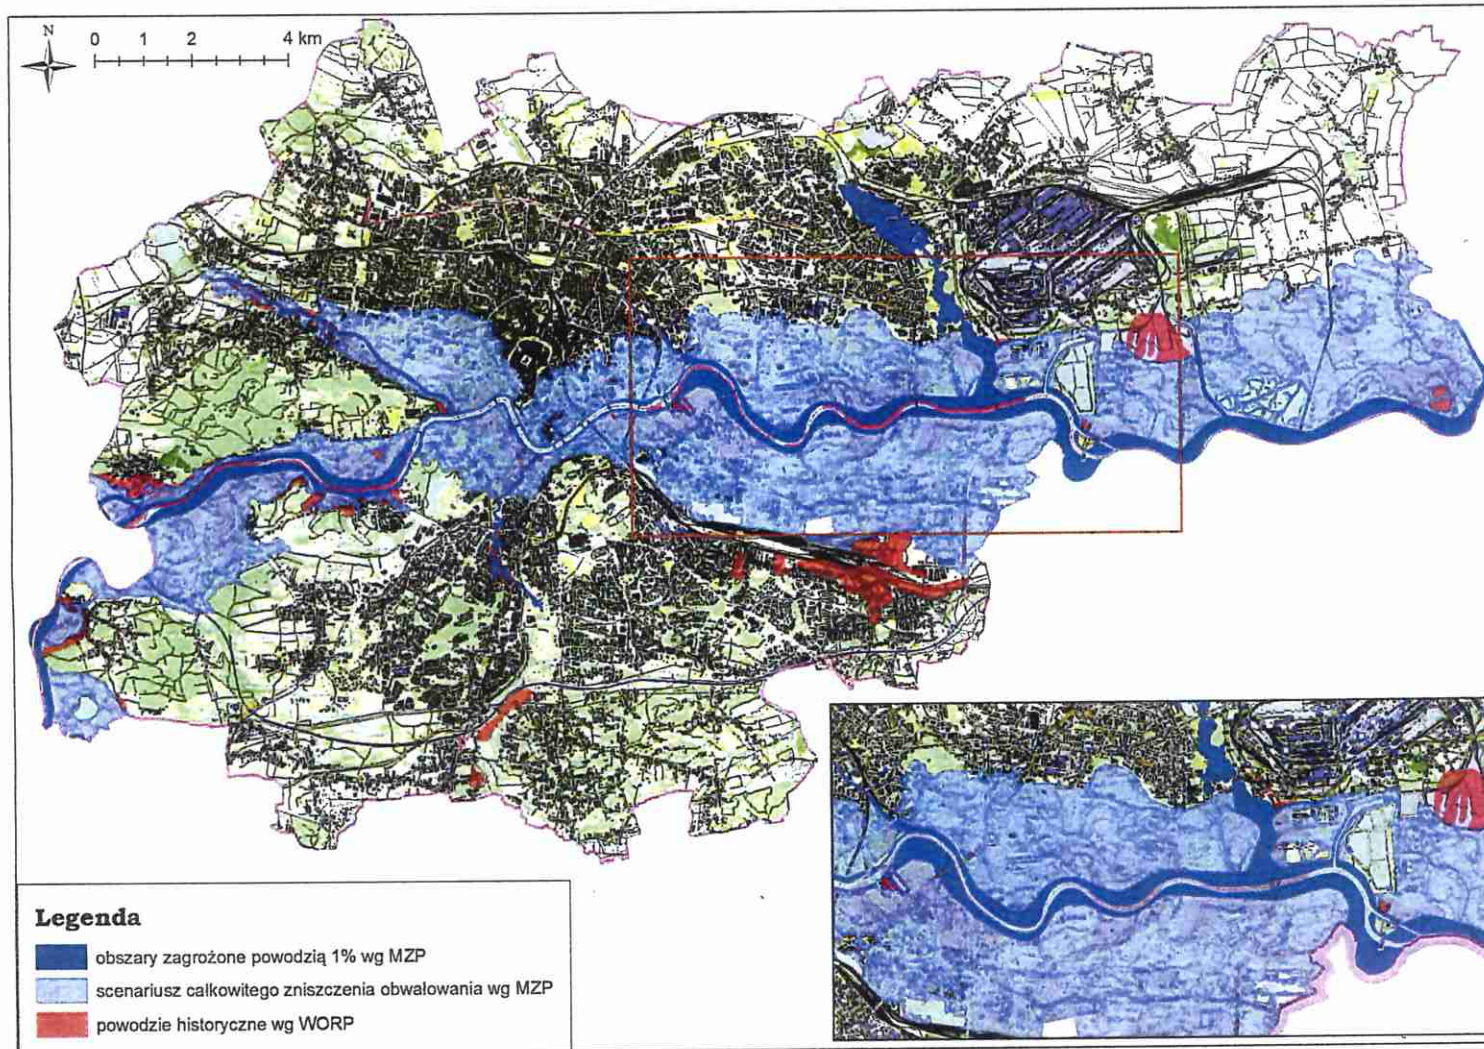 N
0 1 2 4 km
Legenda
obszary zagrożone powodzią 1% wg MZP
scenariusz całkowitego zniszczenia obwałowania wg MZP
powodzie historyczne wg WORP